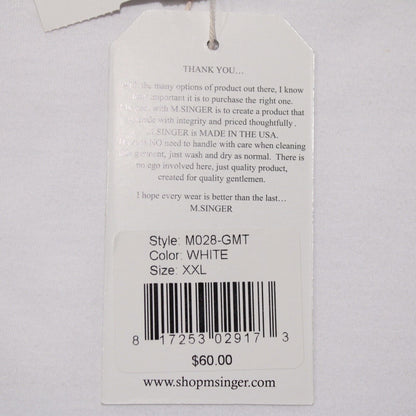 THANK YOU...
the many options of product out there, I know
important it is to purchase the right one.
with M.SINGER is to create a product that
made with integrity and priced thoughtfully.
SINGER is MADE IN THE USA.
NO need to handle with care when cleaning
garment, just wash and dry as normal. There is
no ego involved here, just quality product,
created for quality gentlemen.
I hope every wear is better than the last...
M.SINGER
Style: M028-GMT
Color: WHITE
Size: XXL
8 17253 02917 3
$60.00
www.shopmsinger.com